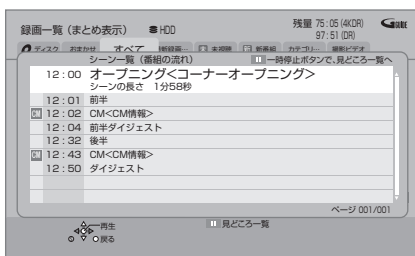 録画一覧（まとめ表示） HDD 残量 75:05(4KDR)
97:51(DR)
ディスク おまかせ すべて 未視聴 新番組 カテゴリ… 撮影ビデオ
シーン一覧（番組の流れ） 一時停止ボタンで、見どころ一覧へ
12:00 オープニング<コーナーオープニング>
シーンの長さ 1分58秒
12:01 前半
CM 12:02 CM<CM情報>
12:04 前半ダイジェスト
12:32 後半
CM 12:43 CM<CM情報>
12:50 ダイジェスト
ページ 001/001
再生 見どころ一覧
戻る